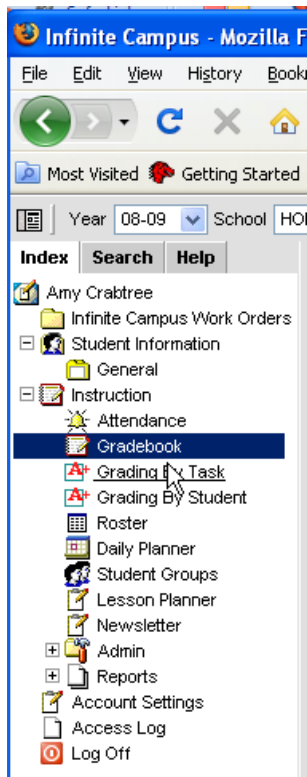 Infinite Campus - Mozilla F
File Edit View History Book
Most Visited Getting Started
Year 08-09 School HO
Index Search Help
Amy Crabtree
Infinite Campus Work Orders
Student Information
General
Instruction
Attendance
Gradebook
Grading By Task
Grading By Student
Roster
Daily Planner
Student Groups
Lesson Planner
Newsletter
Admin
Reports
Account Settings
Access Log
Log Off